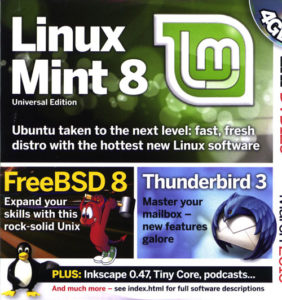 4G
Linux
Mint 8
Universal Edition
Ubuntu taken to the next level: fast, fresh
distro with the hottest new Linux software
FreeBSD 8
Expand your
skills with this
rock-solid Unix
Thunderbird 3
Master your
mailbox –
new features
galore
PLUS: Inkscape 0.47, Tiny Core, podcasts...
And much more – see index.html for full software descriptions